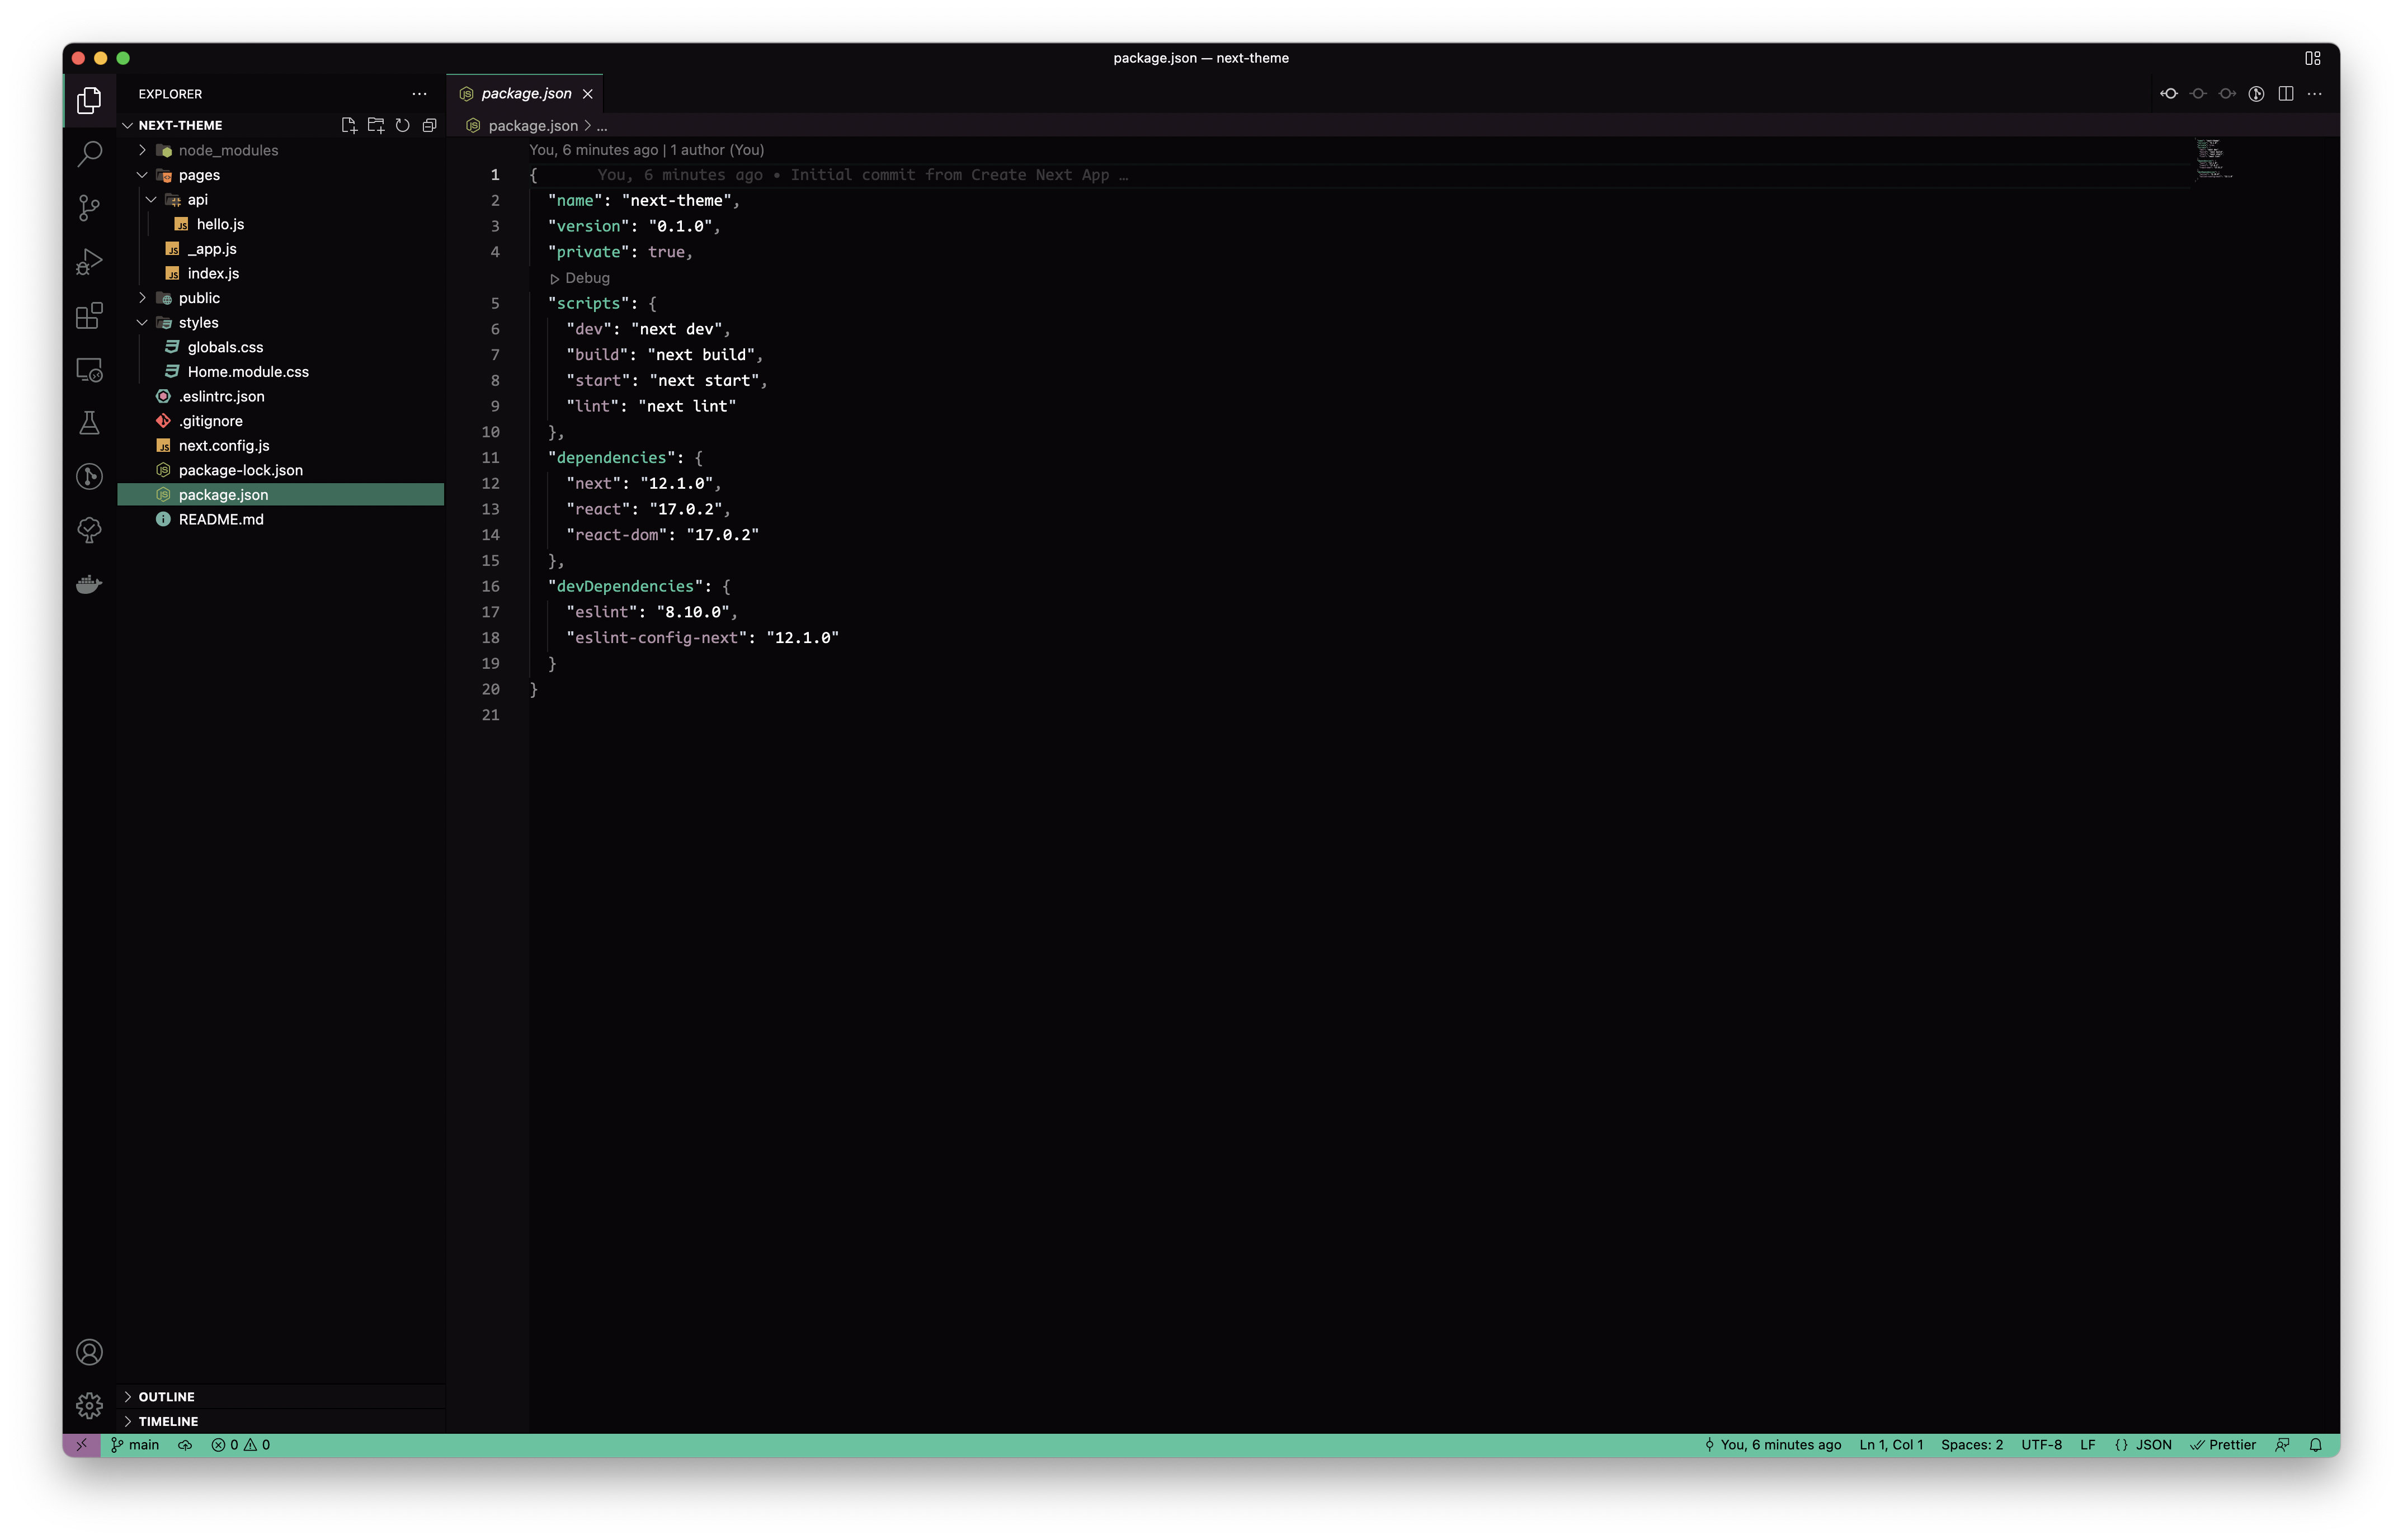 package.json — next-theme
EXPLORER
package.json
NEXT-THEME
package.json > ...
node_modules
pages
api
hello.js
_app.js
index.js
public
styles
globals.css
Home.module.css
.eslintrc.json
.gitignore
next.config.js
package-lock.json
package.json
README.md
OUTLINE
TIMELINE
You, 6 minutes ago | 1 author (You)
1 { You, 6 minutes ago • Initial commit from Create Next App …
2 "name": "next-theme",
3 "version": "0.1.0",
4 "private": true,
Debug
5 "scripts": {
6 "dev": "next dev",
7 "build": "next build",
8 "start": "next start",
9 "lint": "next lint"
10 },
11 "dependencies": {
12 "next": "12.1.0",
13 "react": "17.0.2",
14 "react-dom": "17.0.2"
15 },
16 "devDependencies": {
17 "eslint": "8.10.0",
18 "eslint-config-next": "12.1.0"
19 }
20 }
21
main 0 0 You, 6 minutes ago Ln 1, Col 1 Spaces: 2 UTF-8 LF {} JSON Prettier